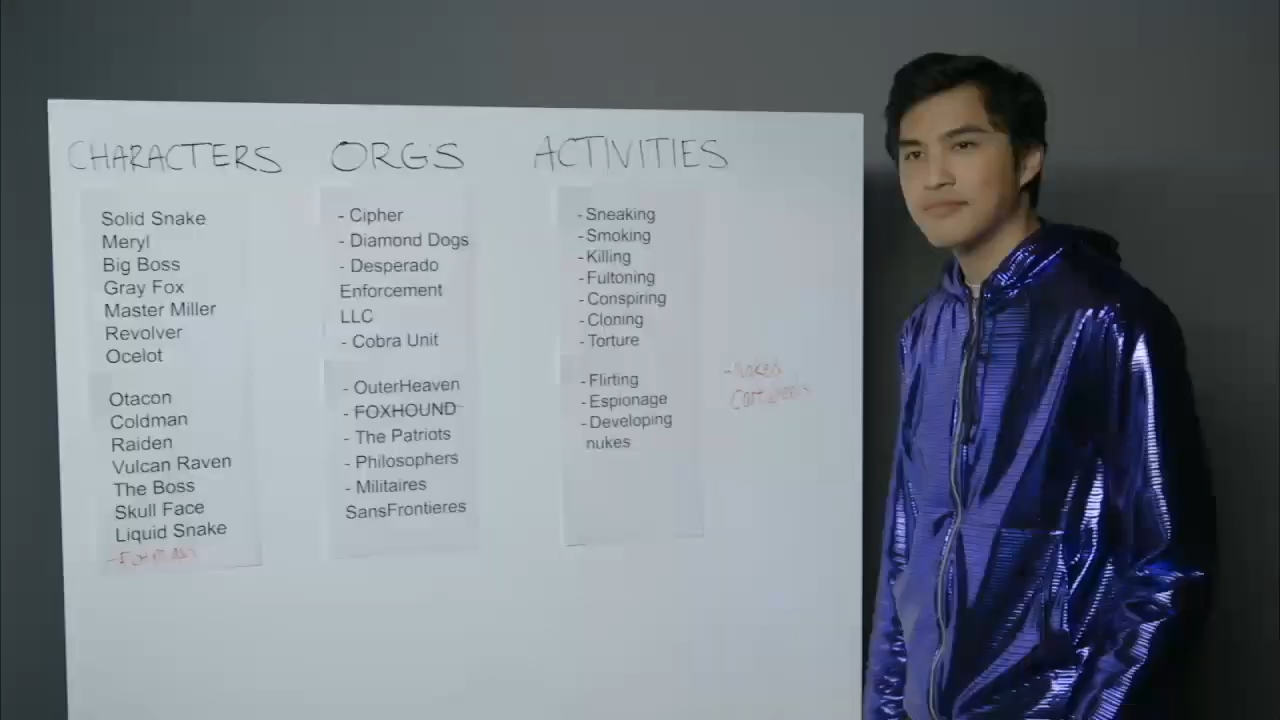 CHARACTERS
Solid Snake
Meryl
Big Boss
Gray Fox
Master Miller
Revolver
Ocelot
Otacon
Coldman
Raiden
Vulcan Raven
The Boss
Skull Face
Liquid Snake
ORG'S
- Cipher
- Diamond Dogs
- Desperado
Enforcement
LLC
- Cobra Unit
- OuterHeaven
- FOXHOUND
- The Patriots
- Philosophers
- Militaires
SansFrontieres
ACTIVITIES
- Sneaking
- Smoking
- Killing
- Fultoning
- Conspiring
- Cloning
- Torture
- Flirting
- Espionage
- Developing
nukes
- Naked